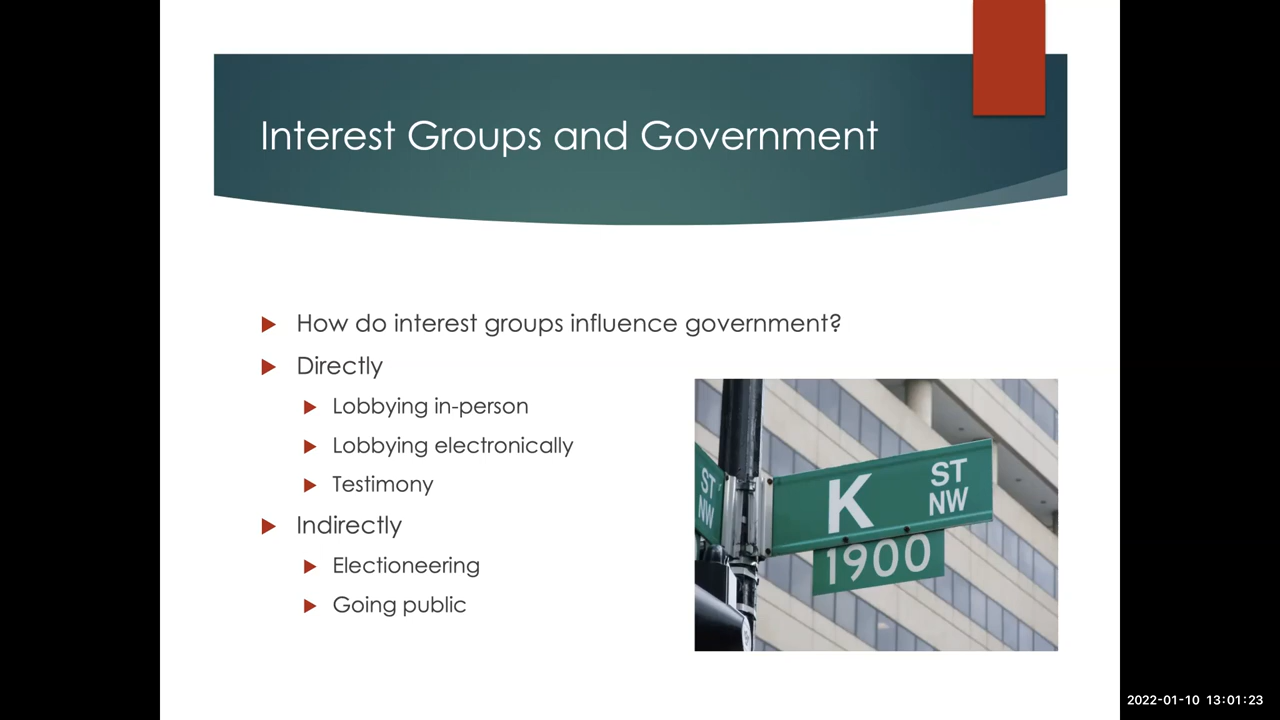 Interest Groups and Government
How do interest groups influence government?
Directly
Lobbying in-person
Lobbying electronically
Testimony
Indirectly
Electioneering
Going public
ST
NW
K ST
NW
1900
2022-01-10 13:01:23